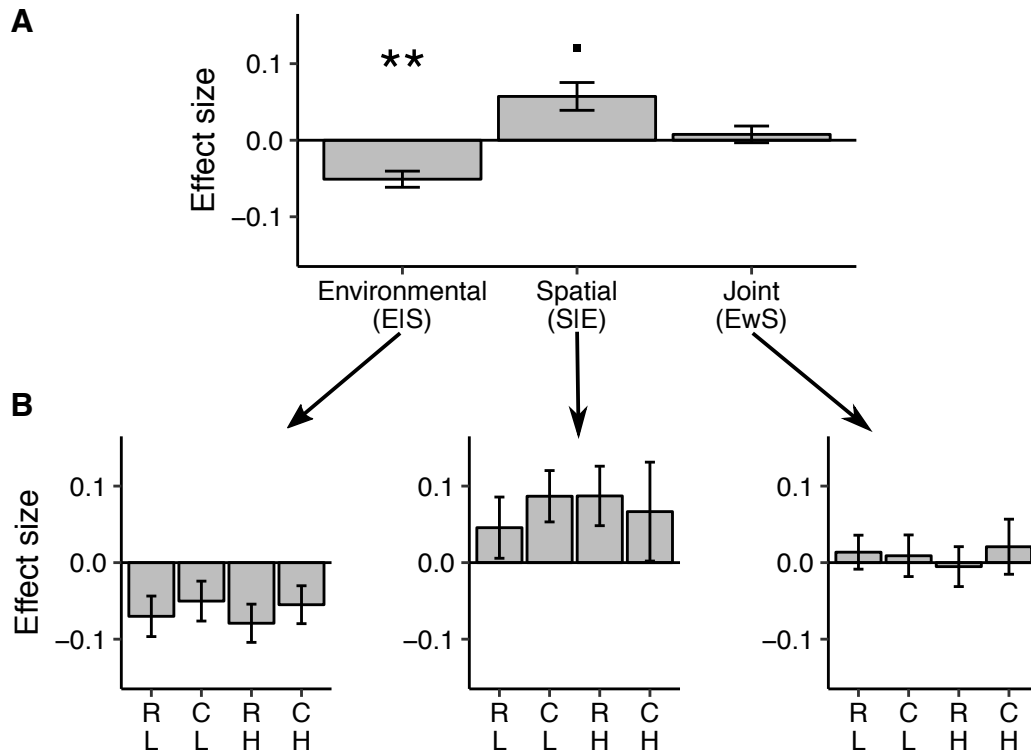 A
**
Effect size
0.1
0.0
−0.1
Environmental Spatial Joint
(E|S) (S|E) (EwS)
B
Effect size
0.1 0.1 0.1
0.0 0.0 0.0
−0.1 −0.1 −0.1
R C R C R C R C R C R C
L L H H L L H H L L H H